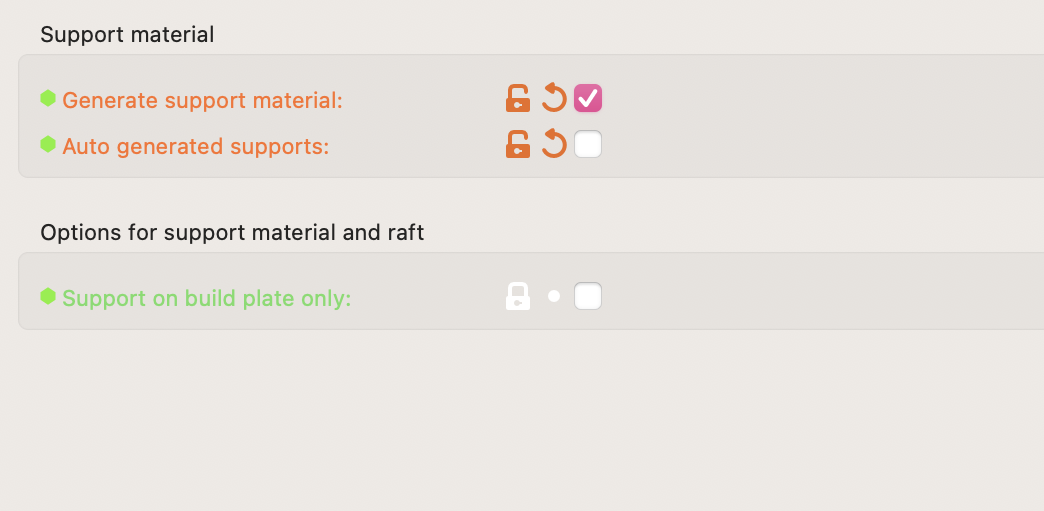 Support material
Generate support material:
Auto generated supports:
Options for support material and raft
Support on build plate only: